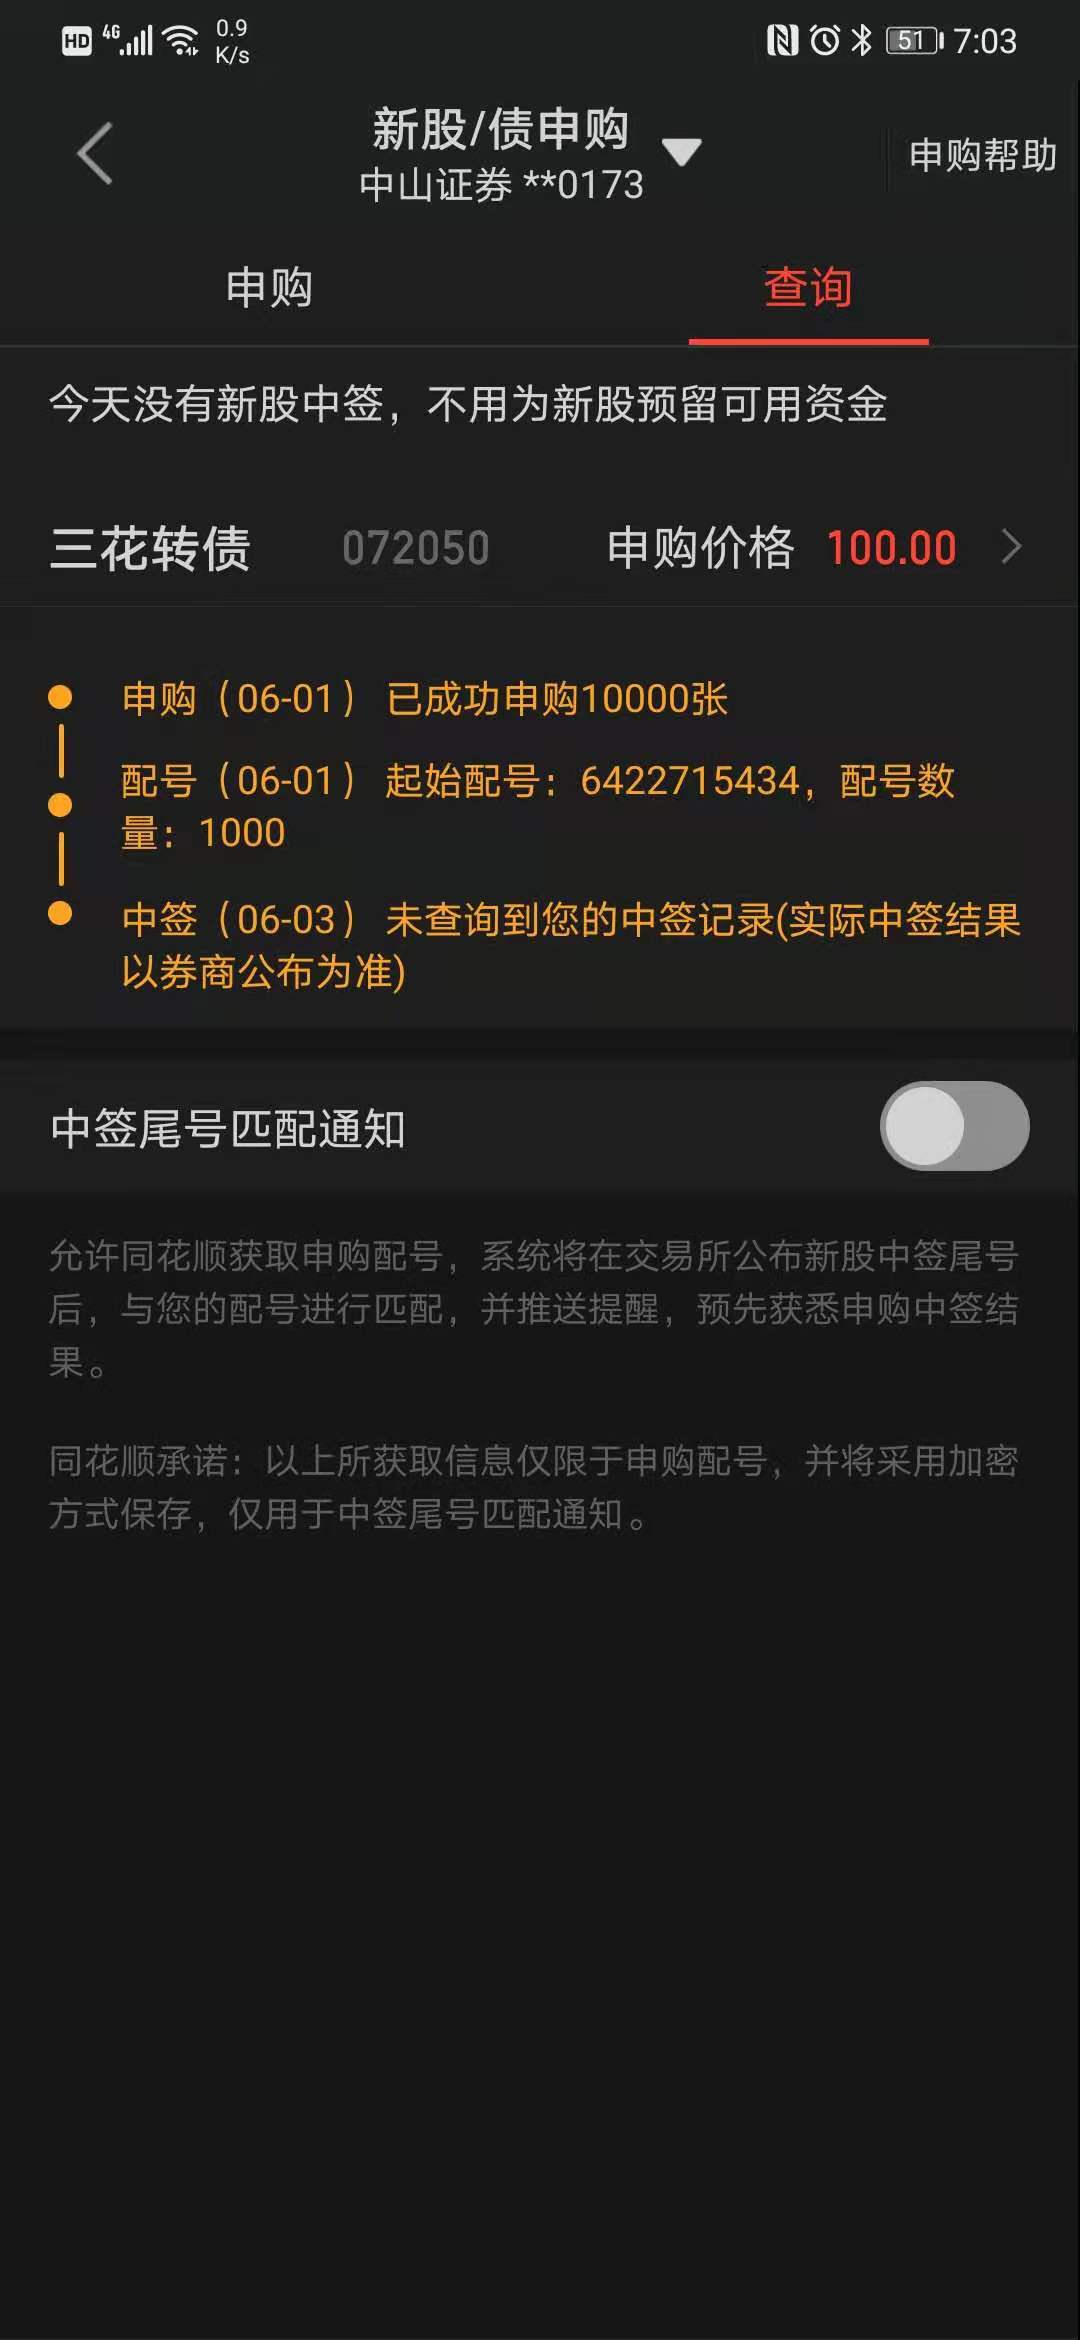 HD 4G 0.9 K/s 51 7:03
新股/债申购
中山证券 **0173
申购帮助
申购 查询
今天没有新股中签，不用为新股预留可用资金
三花转债 072050 申购价格 100.00
申购（06-01） 已成功申购10000张
配号（06-01） 起始配号：6422715434，配号数
量：1000
中签（06-03） 未查询到您的中签记录(实际中签结果
以券商公布为准)
中签尾号匹配通知
允许同花顺获取申购配号，系统将在交易所公布新股中签尾号
后，与您的配号进行匹配，并推送提醒，预先获悉申购中签结
果。
同花顺承诺：以上所获取信息仅限于申购配号，并将采用加密
方式保存，仅用于中签尾号匹配通知。